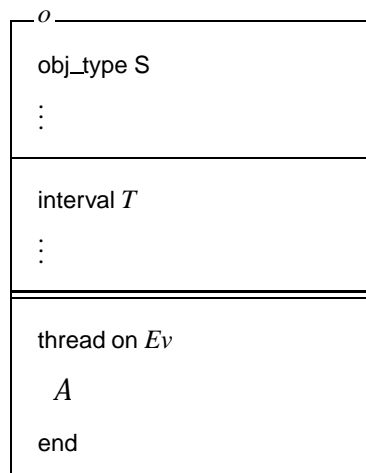 o
obj_type S
⋮
interval T
⋮
thread on Ev
A
end